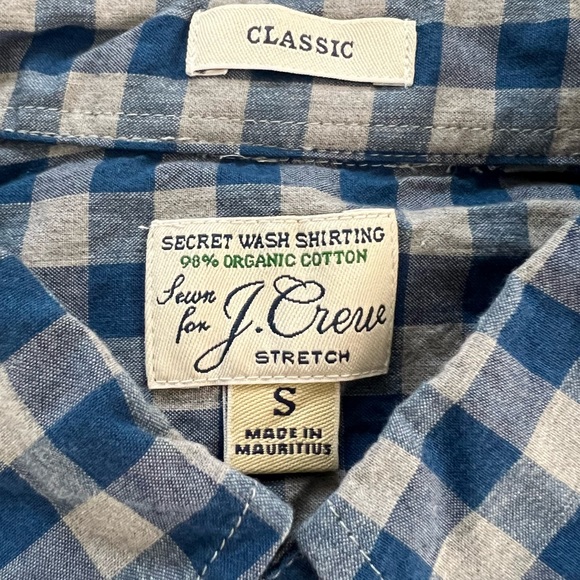 CLASSIC
SECRET WASH SHIRTING
98% ORGANIC COTTON
Sewn
for J.Crew
STRETCH
S
MADE IN
MAURITIUS